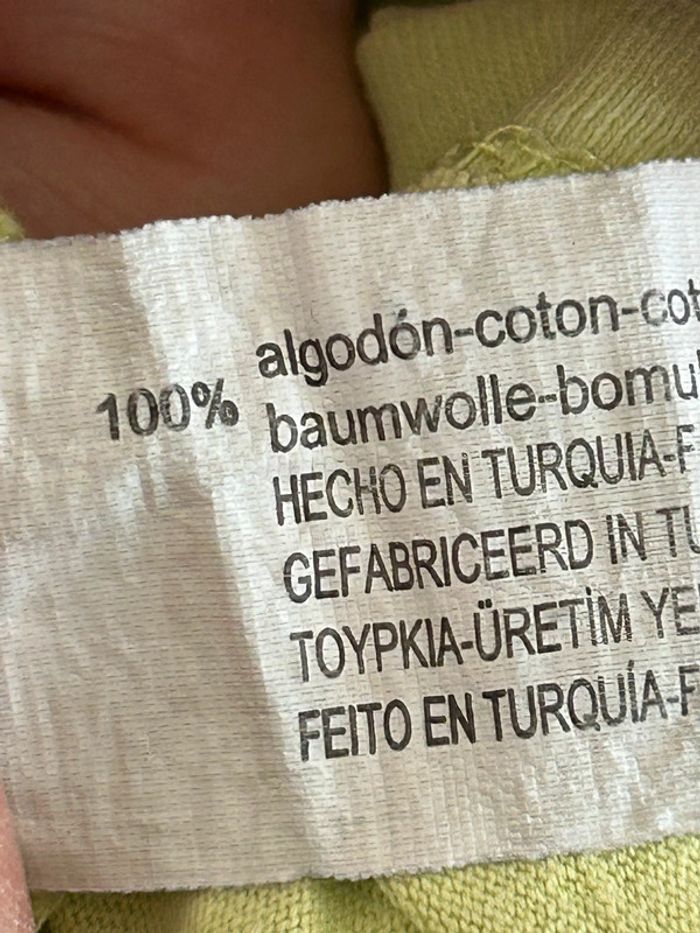 algodón-coton-cot
100% baumwolle-bomu
HECHO EN TURQUIA-F
GEFABRICEERD IN TU
TOYPKIA-ÜRETİM YE
FEITO EN TURQUÍA-F